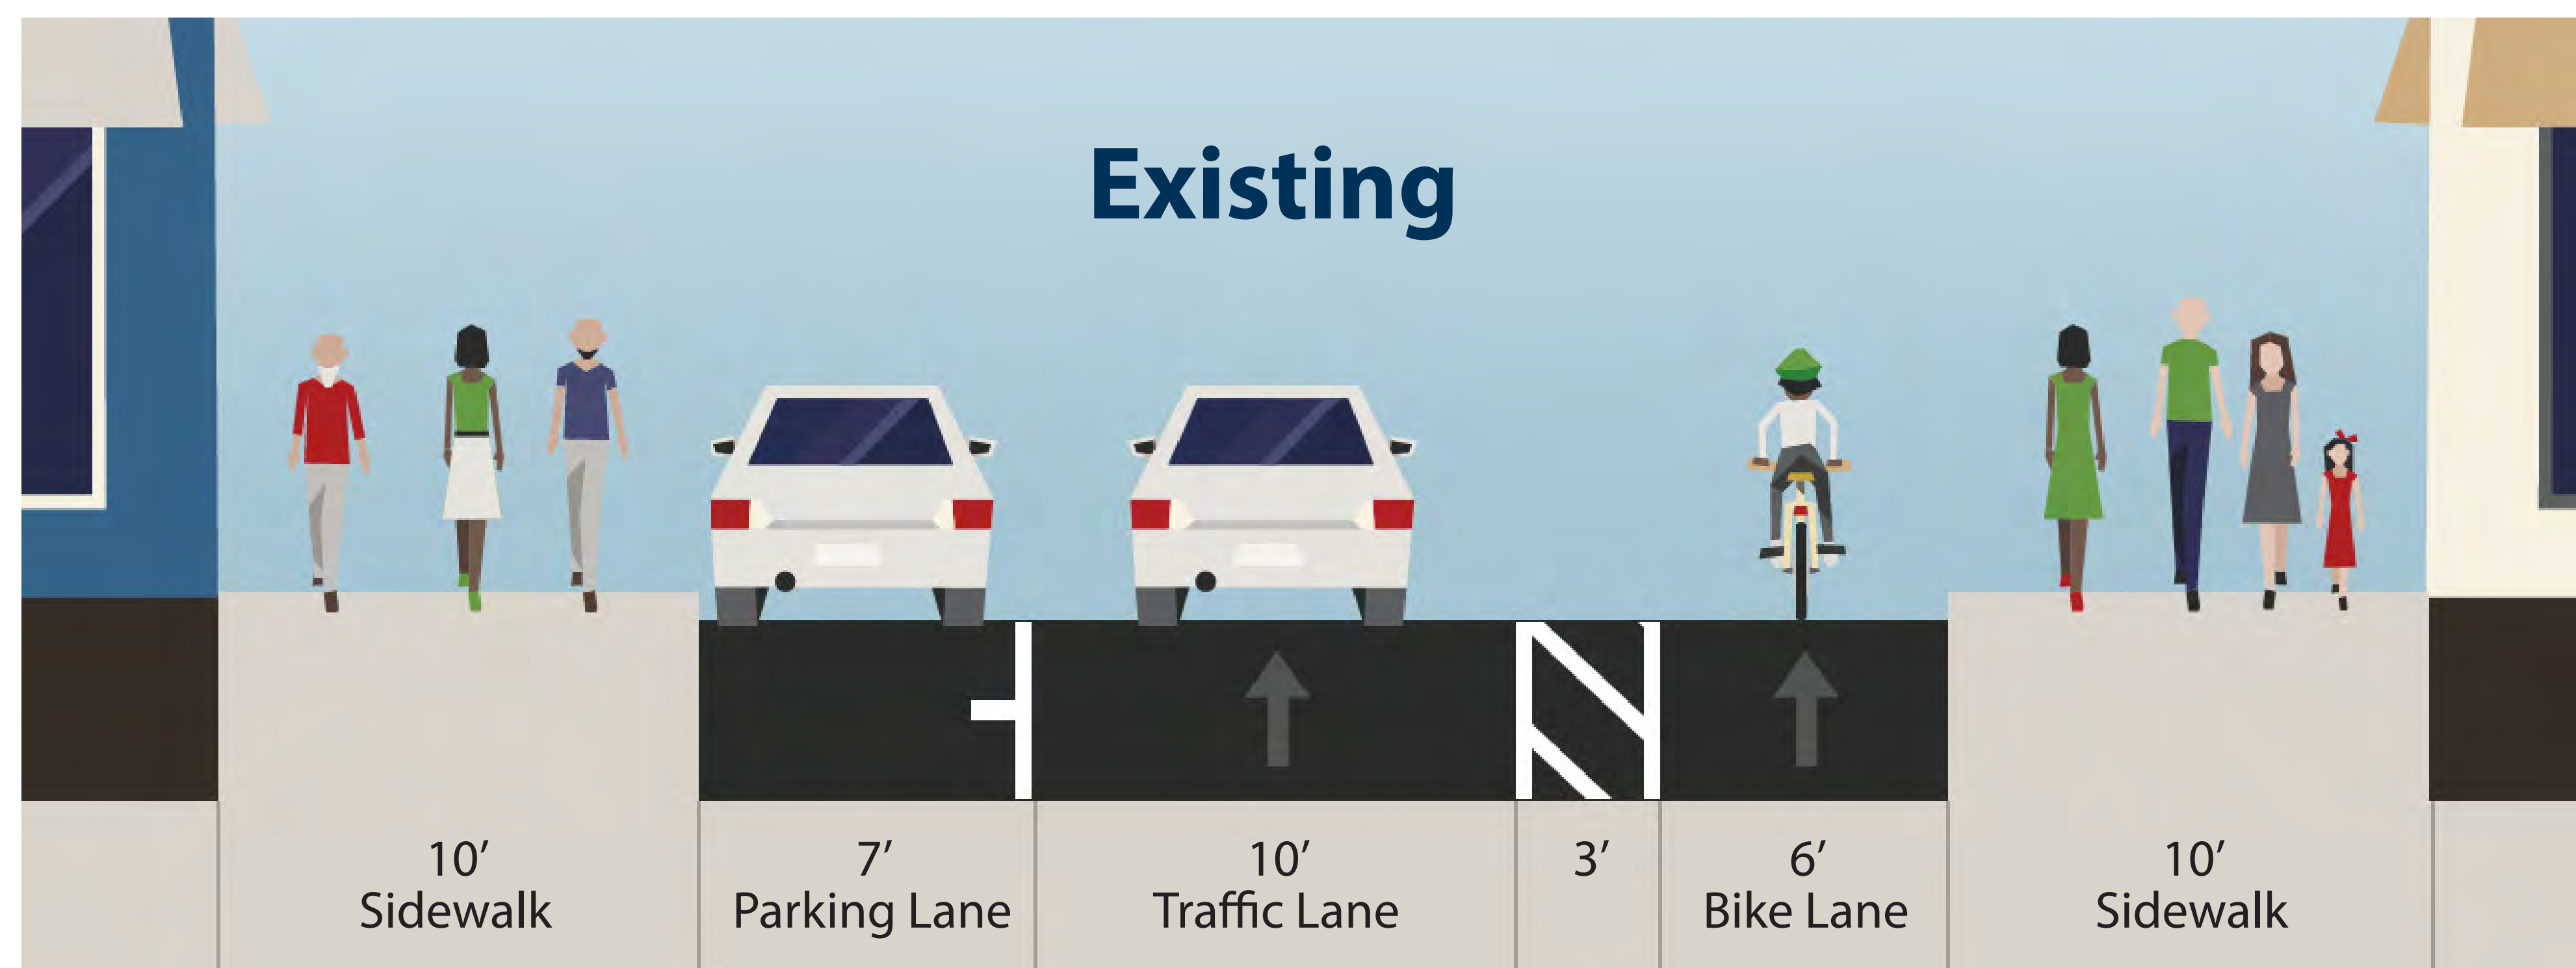 Existing
10’
Sidewalk
7’
Parking Lane
10’
Traffic Lane
3’
6’
Bike Lane
10’
Sidewalk